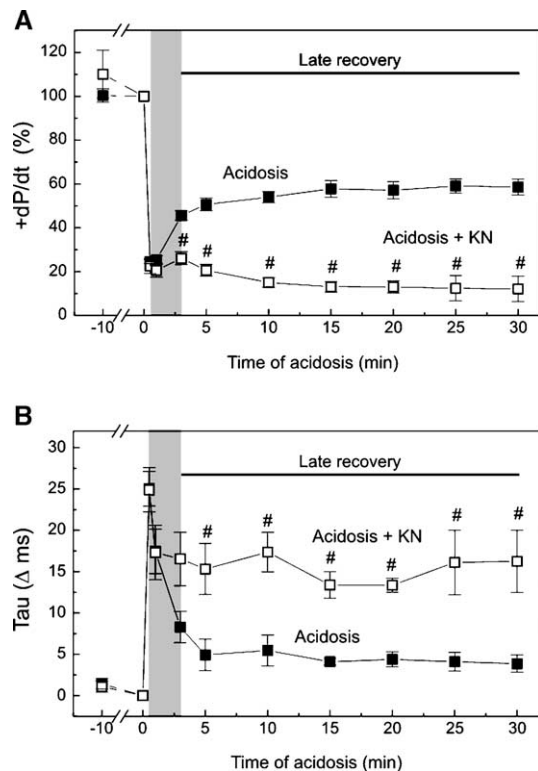 A
Late recovery
Acidosis
Acidosis + KN
# # # # # # # #
+dP/dt (%)
120
100
80
60
40
20
0
-10 0 5 10 15 20 25 30
Time of acidosis (min)
B
Late recovery
Acidosis + KN
# # # # # #
Acidosis
Tau (Δ ms)
30
25
20
15
10
5
0
-10 0 5 10 15 20 25 30
Time of acidosis (min)